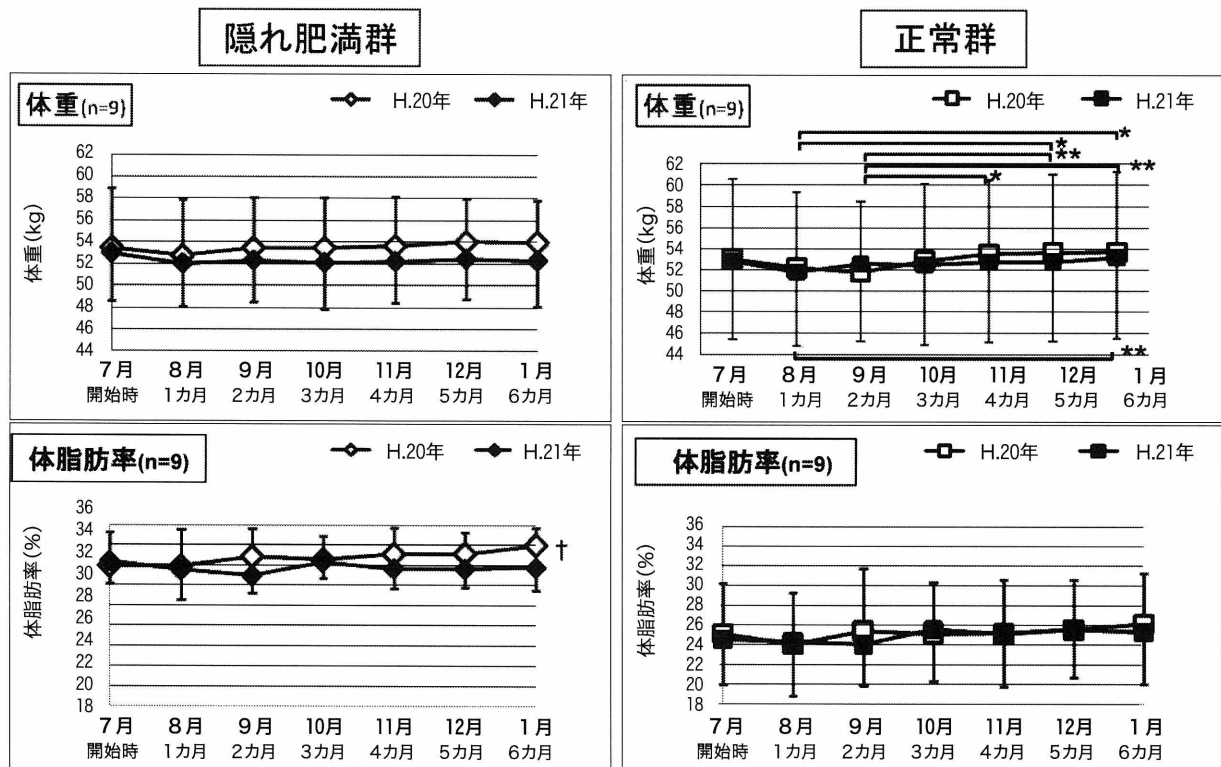 隠れ肥満群
正常群
体重(n=9)
H.20年
H.21年
体重(kg)
62
60
58
56
54
52
50
48
46
44
7月
8月
9月
10月
11月
12月
1月
開始時
1カ月
2カ月
3カ月
4カ月
5カ月
6カ月
体重(n=9)
H.20年
H.21年
*
*
**
**
*
体重(kg)
62
60
58
56
54
52
50
48
46
44
**
7月
8月
9月
10月
11月
12月
1月
開始時
1カ月
2カ月
3カ月
4カ月
5カ月
6カ月
体脂肪率(n=9)
H.20年
H.21年
体脂肪率(%)
36
34
32
30
28
26
24
22
20
18
†
7月
8月
9月
10月
11月
12月
1月
開始時
1カ月
2カ月
3カ月
4カ月
5カ月
6カ月
体脂肪率(n=9)
H.20年
H.21年
体脂肪率(%)
36
34
32
30
28
26
24
22
20
18
7月
8月
9月
10月
11月
12月
1月
開始時
1カ月
2カ月
3カ月
4カ月
5カ月
6カ月